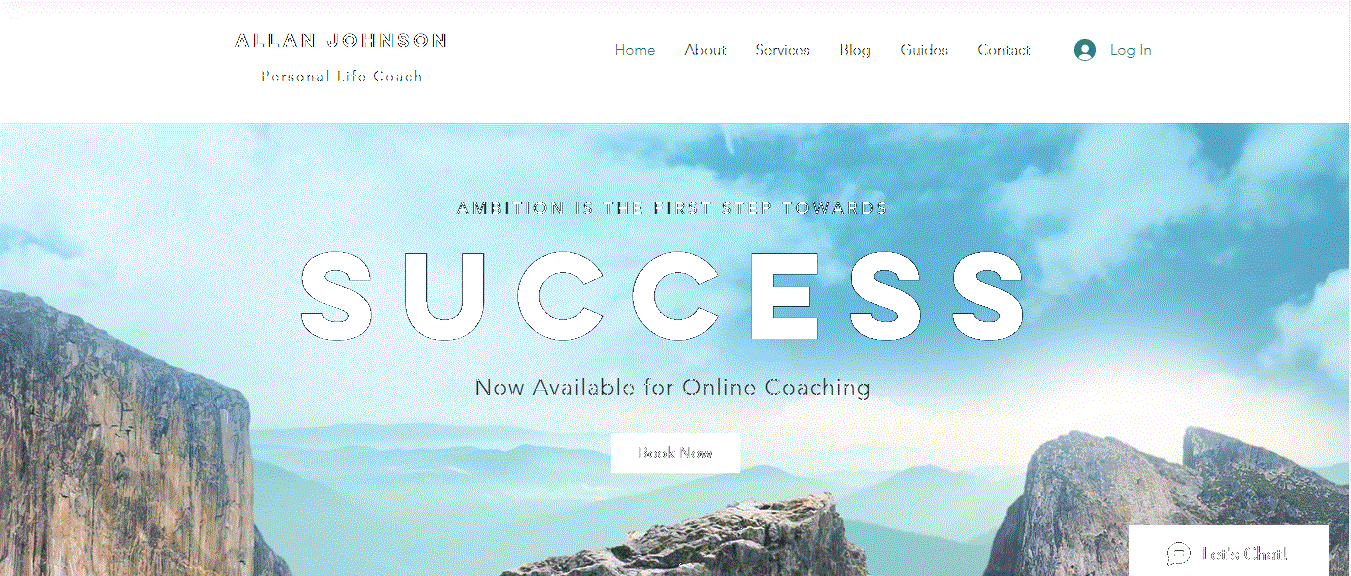 ALLAN JOHNSON
Personal Life Coach
Home About Services Blog Guides Contact Log In
AMBITION IS THE FIRST STEP TOWARDS
SUCCESS
Now Available for Online Coaching
Book Now
Let's Chat!